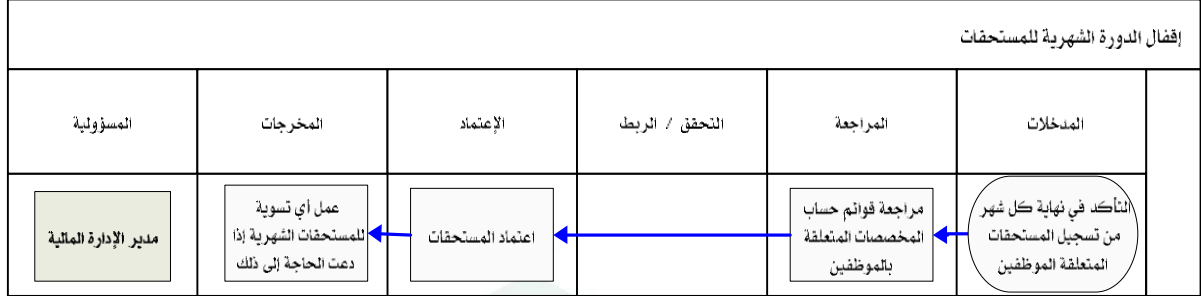 إقفال الدورة الشهرية للمستحقات
المدخلات
المراجعة
التحقق / الربط
الإعتماد
المخرجات
المسؤولية
التأكد في نهاية كل شهر
من تسجيل المستحقات
المتعلقة الموظفين
مراجعة قوائم حساب
المخصصات المتعلقة
بالموظفين
اعتماد المستحقات
عمل أي تسوية
للمستحقات الشهرية إذا
دعت الحاجة إلى ذلك
مدير الإدارة المالية